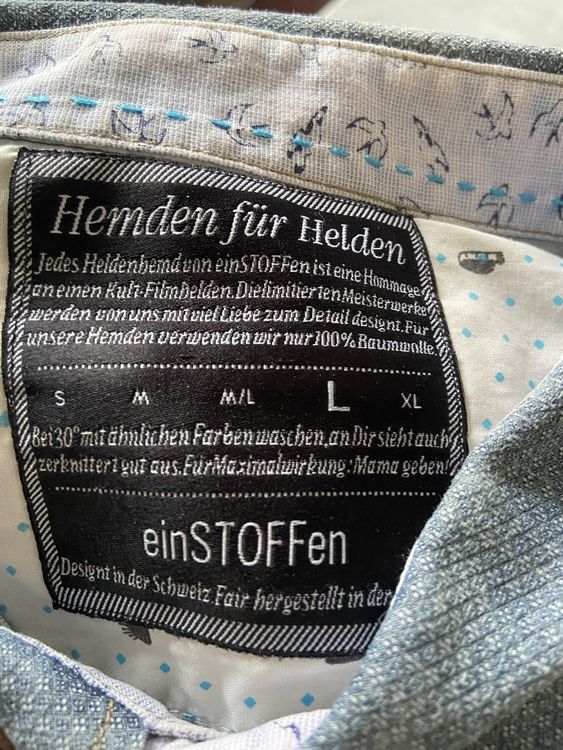 Hemden für Helden
Jedes Heldenhemd von einSTOFFen ist eine Hommage
an einen Kult-Filmhelden. Die limitierten Meisterwerke
werden von uns mit viel Liebe zum Detail designt. Für
unsere Hemden verwenden wir nur 100% Baumwolle.
S M M/L L XL
Bei 30° mit ähnlichen Farben waschen, an Dir sieht auch
zerknittert gut aus. Für Maximalwirkung: Mama geben!
einSTOFFen
Designt in der Schweiz. Fair hergestellt in der